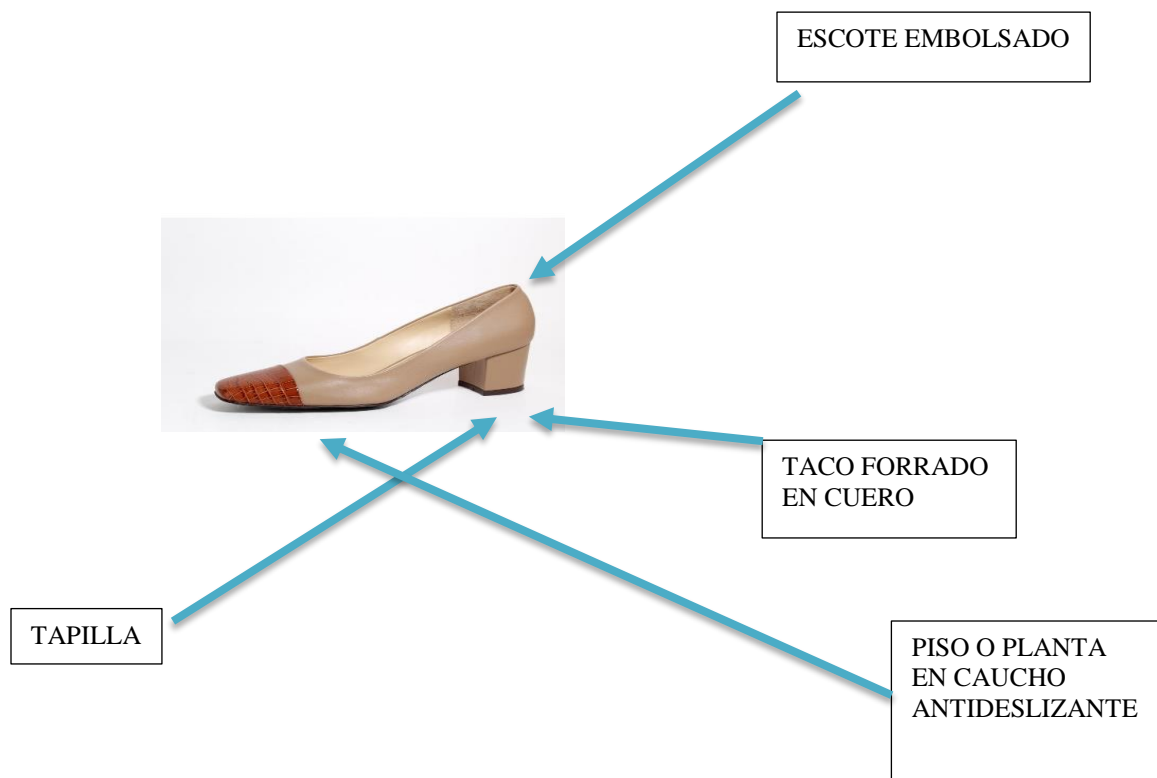 ESCOTE EMBOLSADO
TACO FORRADO
EN CUERO
TAPILLA
PISO O PLANTA
EN CAUCHO
ANTIDESLIZANTE